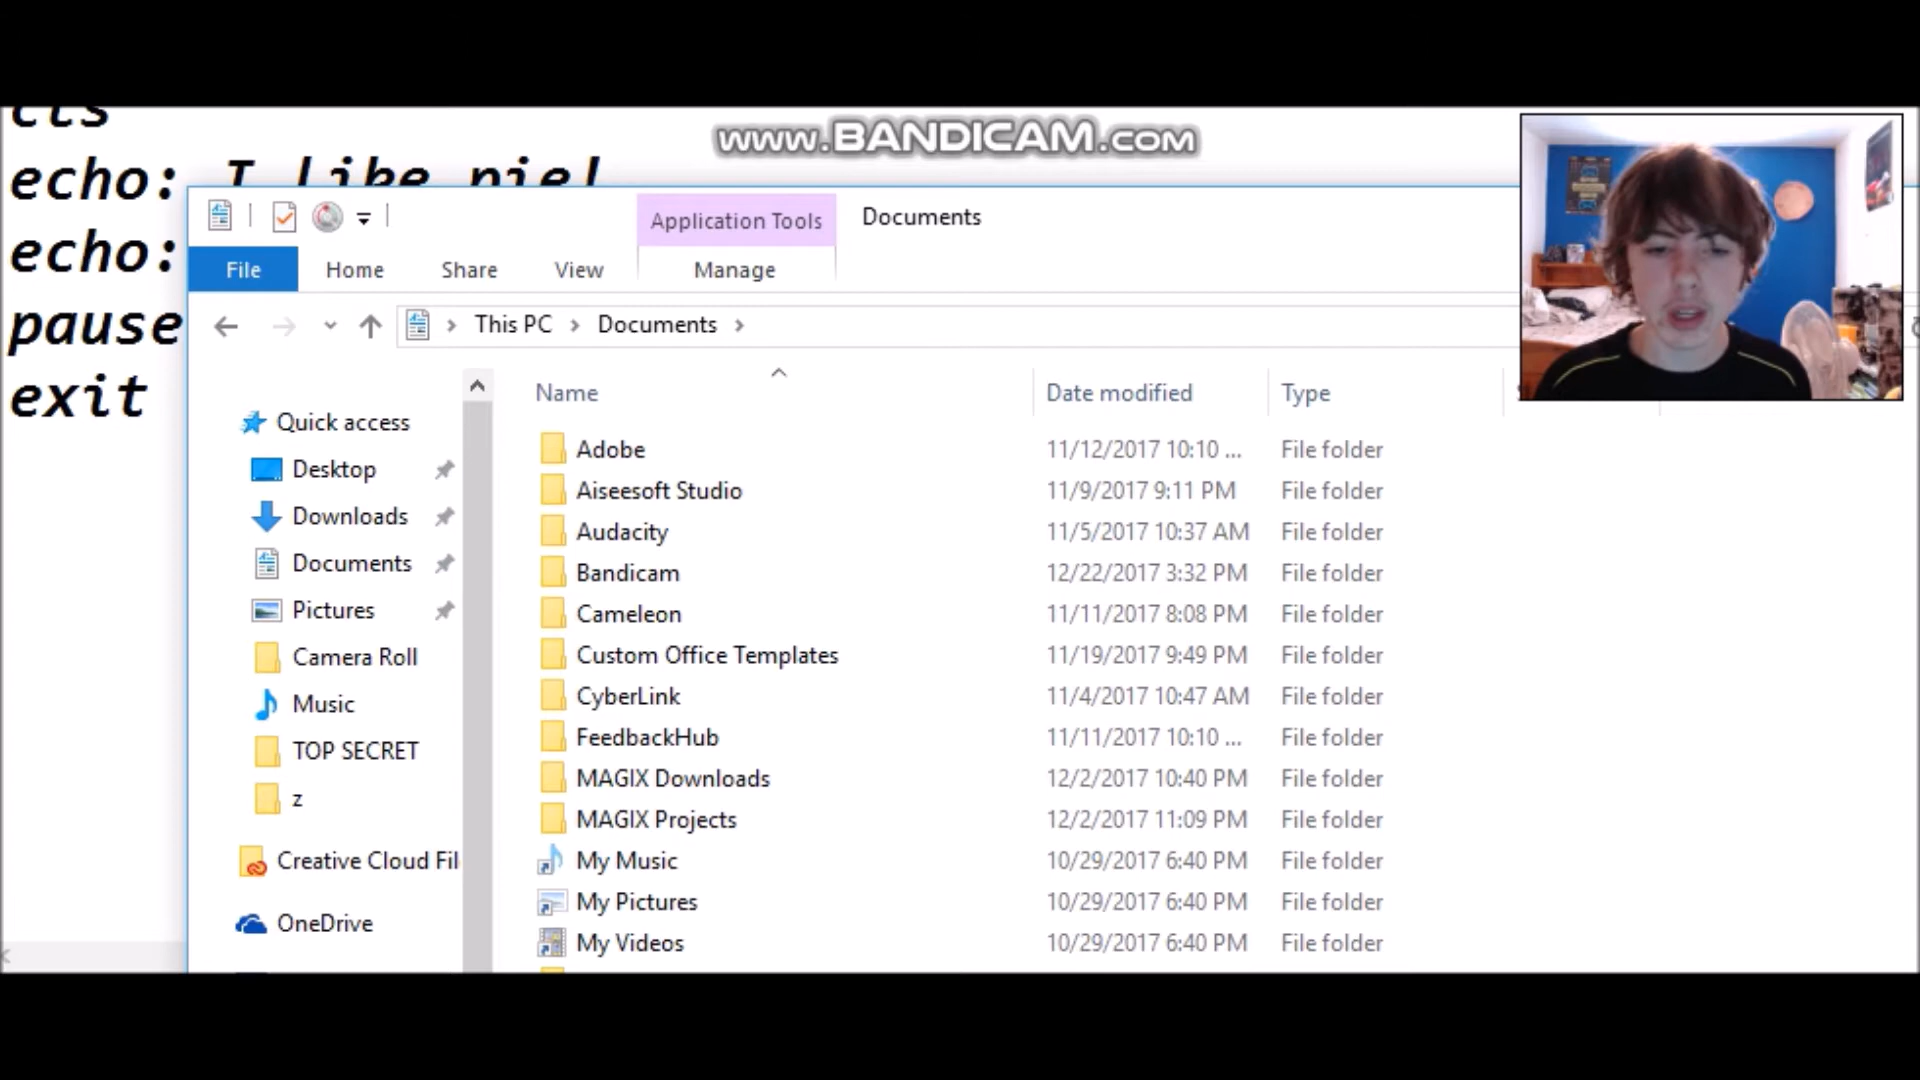 cls
www.BANDICAM.com
echo: I like pie!
echo:
pause
exit
Application Tools
Documents
File
Home
Share
View
Manage
This PC
Documents
Name
Date modified
Type
Quick access
Desktop
Downloads
Documents
Pictures
Camera Roll
Music
TOP SECRET
z
Creative Cloud Fil
OneDrive
Adobe 11/12/2017 10:10 ... File folder
Aiseesoft Studio 11/9/2017 9:11 PM File folder
Audacity 11/5/2017 10:37 AM File folder
Bandicam 12/22/2017 3:32 PM File folder
Cameleon 11/11/2017 8:08 PM File folder
Custom Office Templates 11/19/2017 9:49 PM File folder
CyberLink 11/4/2017 10:47 AM File folder
FeedbackHub 11/11/2017 10:10 ... File folder
MAGIX Downloads 12/2/2017 10:40 PM File folder
MAGIX Projects 12/2/2017 11:09 PM File folder
My Music 10/29/2017 6:40 PM File folder
My Pictures 10/29/2017 6:40 PM File folder
My Videos 10/29/2017 6:40 PM File folder